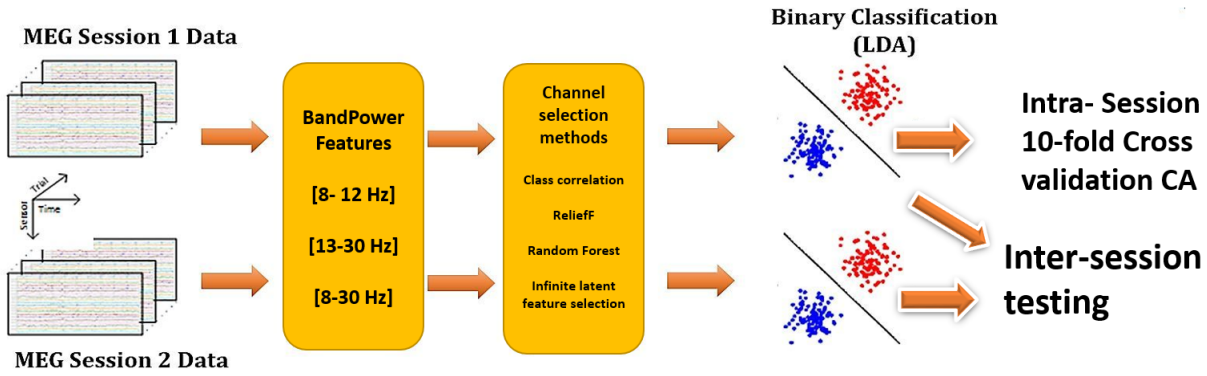 MEG Session 1 Data
Trial
Time
Sensor
MEG Session 2 Data
BandPower
Features
[8- 12 Hz]
[13-30 Hz]
[8-30 Hz]
Channel
selection
methods
Class correlation
ReliefF
Random Forest
Infinite latent
feature selection
Binary Classification
(LDA)
Intra- Session
10-fold Cross
validation CA
Inter-session
testing